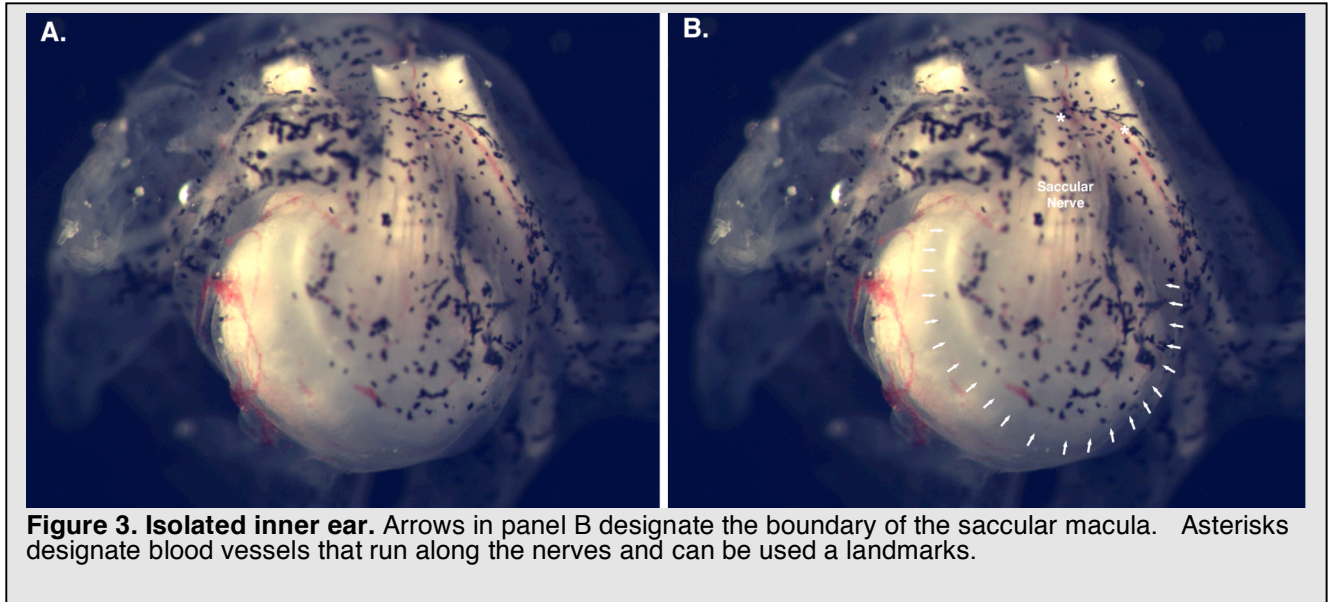 A.
B.
*
*
Saccular
Nerve
Figure 3. Isolated inner ear. Arrows in panel B designate the boundary of the saccular macula. Asterisks
designate blood vessels that run along the nerves and can be used a landmarks.